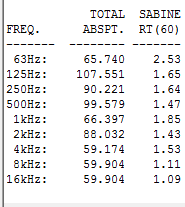 TOTAL   SABINE
FREQ.   ABSPT.  RT(60)
------- -------- -------
63Hz:   65.740    2.53
125Hz:  107.551   1.65
250Hz:  90.221    1.64
500Hz:  99.579    1.47
1kHz:   66.397    1.85
2kHz:   88.032    1.43
4kHz:   59.174    1.53
8kHz:   59.904    1.11
16kHz:  59.904    1.09